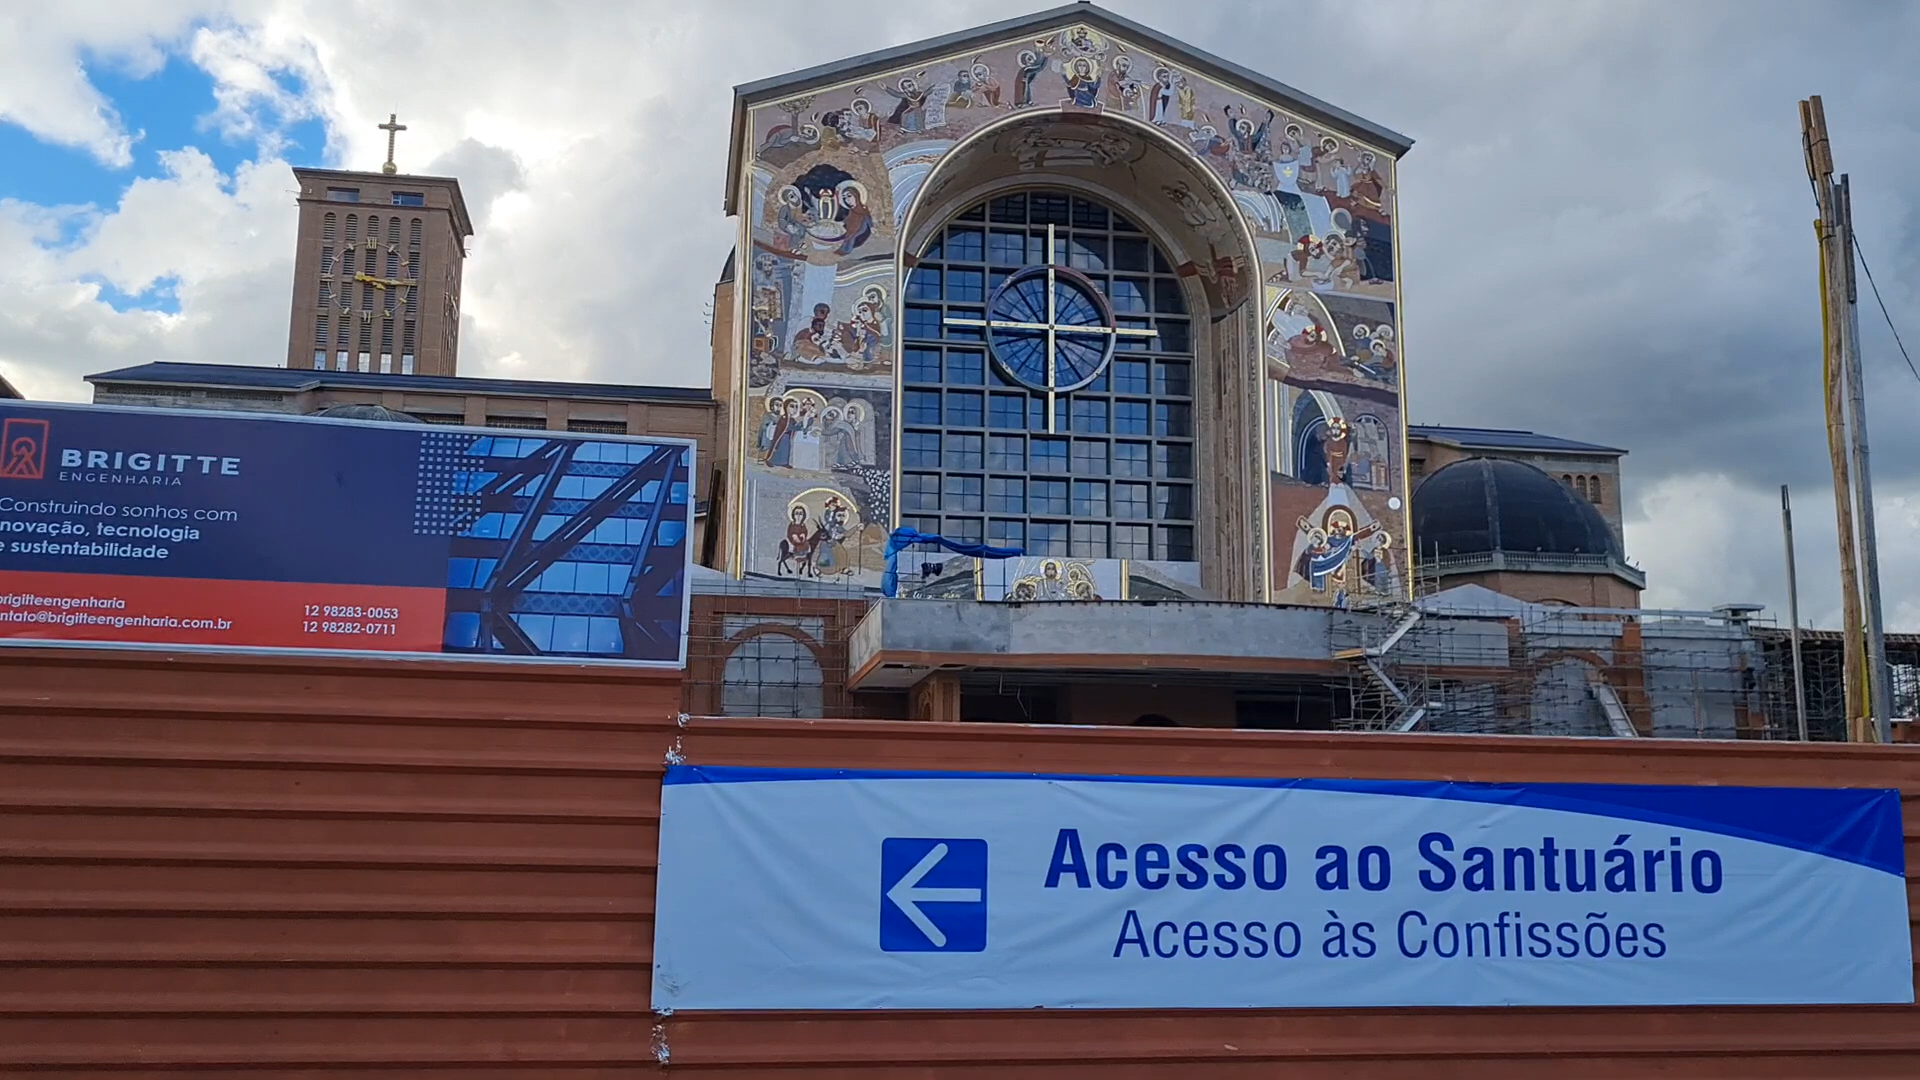 BRIGITTE
ENGENHARIA
Construindo sonhos com
novação, tecnologia
e sustentabilidade
brigitteengenharia
ntato@brigitteengenharia.com.br
12 98283-0053
12 98282-0711
XII
Acesso ao Santuário
Acesso às Confissões